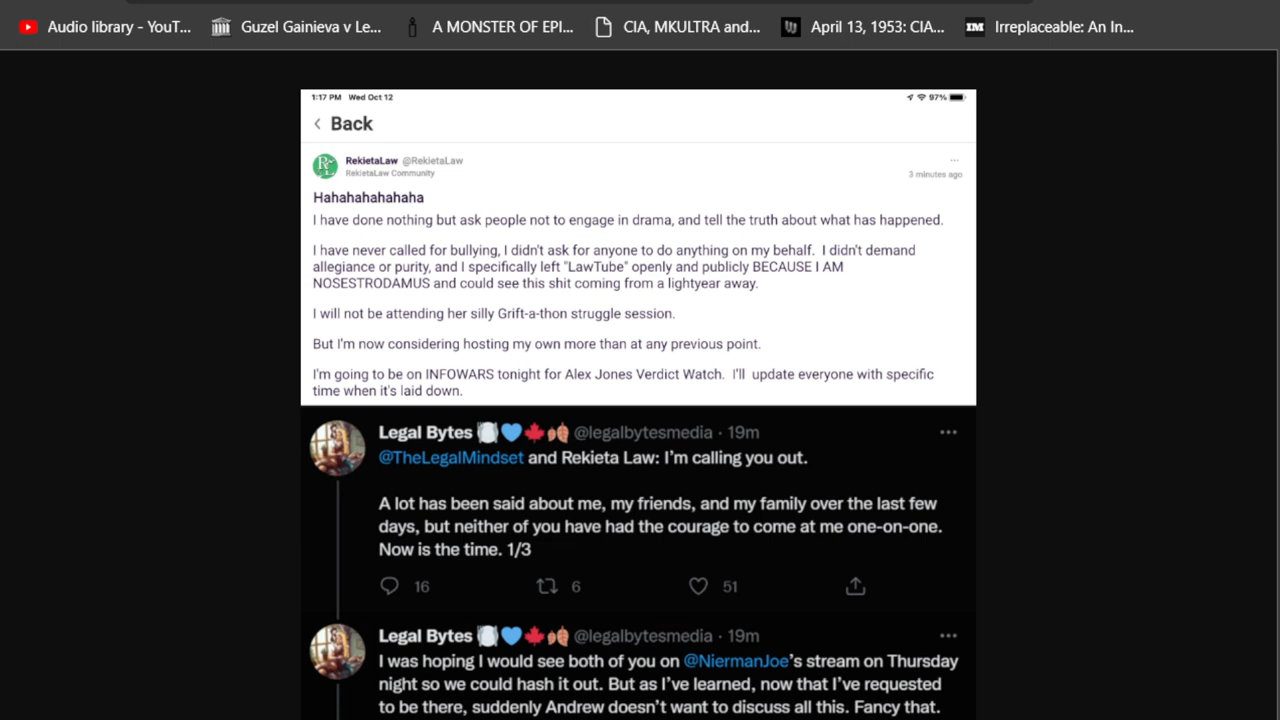 Audio library - YouT... Guzel Gainieva v Le... A MONSTER OF EPI... CIA, MKULTRA and... April 13, 1953: CIA... IM Irreplaceable: An In...
1:17 PM Wed Oct 12 97%
Back
RekietaLaw @RekietaLaw ...
RekietaLaw Community 3 minutes ago
Hahahahahahaha
I have done nothing but ask people not to engage in drama, and tell the truth about what has happened.
I have never called for bullying, I didn't ask for anyone to do anything on my behalf. I didn't demand
allegiance or purity, and I specifically left "LawTube" openly and publicly BECAUSE I AM
NOSESTRODAMUS and could see this shit coming from a lightyear away.
I will not be attending her silly Grift-a-thon struggle session.
But I'm now considering hosting my own more than at any previous point.
I'm going to be on INFOWARS tonight for Alex Jones Verdict Watch. I'll update everyone with specific
time when it's laid down.
Legal Bytes 🍽️💙🍁🍂 @legalbytesmedia · 19m ...
@TheLegalMindset and Rekieta Law: I'm calling you out.
A lot has been said about me, my friends, and my family over the last few
days, but neither of you have had the courage to come at me one-on-one.
Now is the time. 1/3
16 6 51
Legal Bytes 🍽️💙🍁🍂 @legalbytesmedia · 19m ...
I was hoping I would see both of you on @NiermanJoe's stream on Thursday
night so we could hash it out. But as I've learned, now that I've requested
to be there, suddenly Andrew doesn't want to discuss all this. Fancy that.